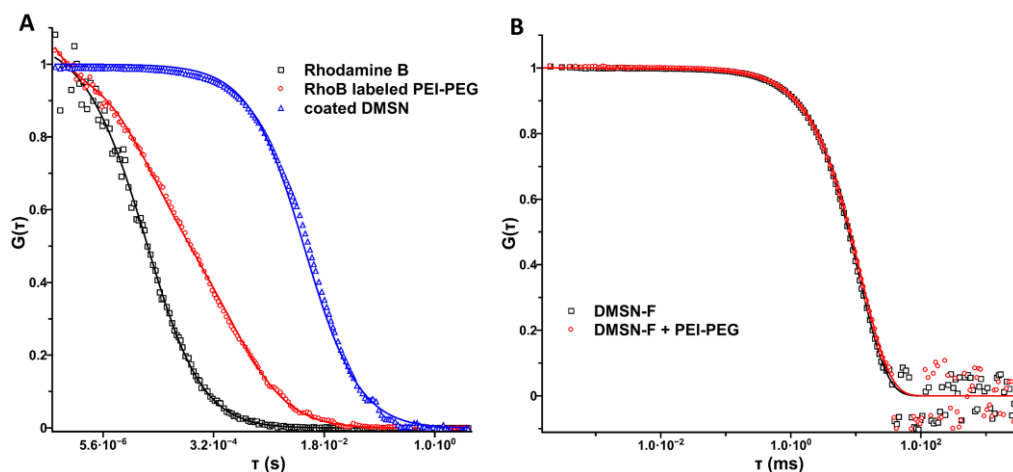 A
Rhodamine B
RhoB labeled PEI-PEG
coated DMSN
G(τ)
1
0.8
0.6
0.4
0.2
0
5.6·10⁻⁶
3.2·10⁻⁴
1.8·10⁻²
1.0·10⁰
τ (s)
B
G(τ)
1
0.8
0.6
0.4
0.2
0
DMSN-F
DMSN-F + PEI-PEG
1.0·10⁻²
1.0·10⁰
1.0·10²
τ (ms)